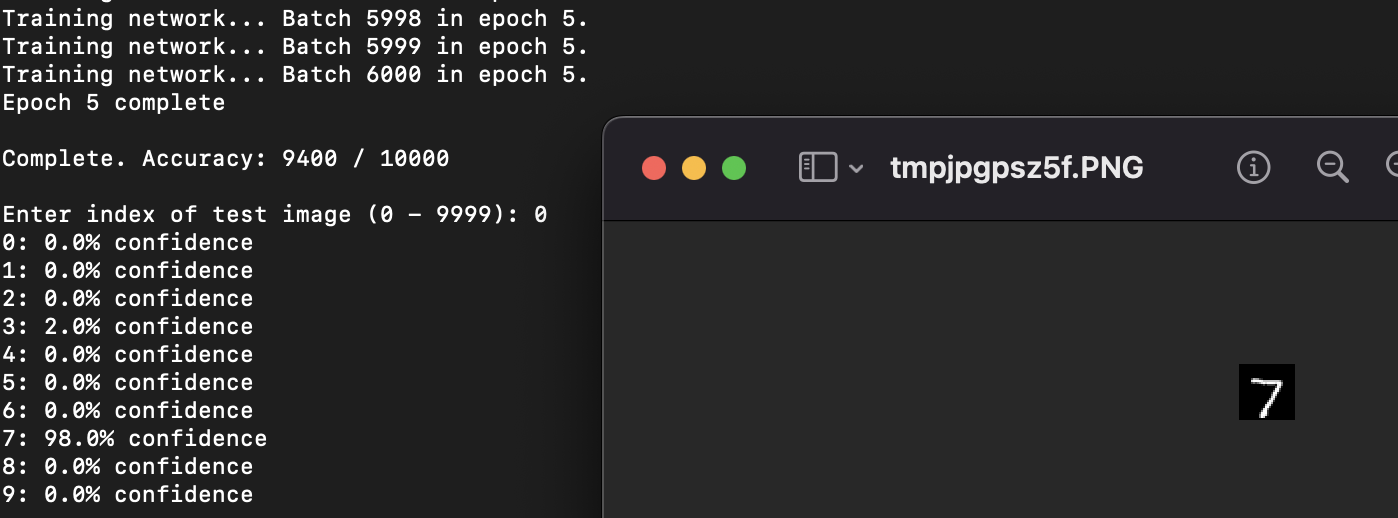 Training network... Batch 5998 in epoch 5.
Training network... Batch 5999 in epoch 5.
Training network... Batch 6000 in epoch 5.
Epoch 5 complete
Complete. Accuracy: 9400 / 10000
Enter index of test image (0 - 9999): 0
0: 0.0% confidence
1: 0.0% confidence
2: 0.0% confidence
3: 2.0% confidence
4: 0.0% confidence
5: 0.0% confidence
6: 0.0% confidence
7: 98.0% confidence
8: 0.0% confidence
9: 0.0% confidence
tmpjpgpsz5f.PNG
7